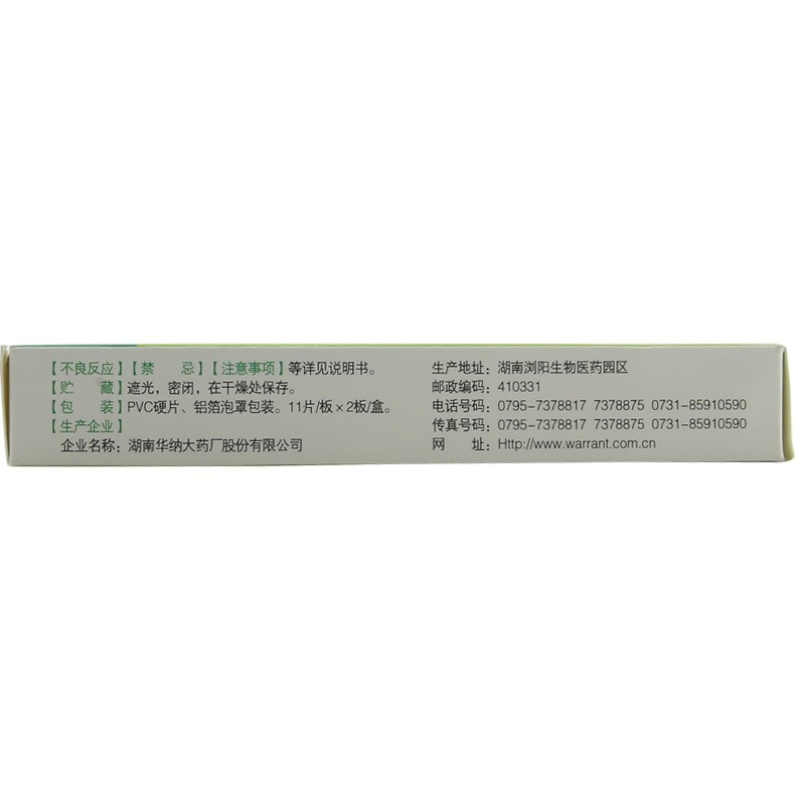 【不良反应】【禁 忌】【注意事项】等详见说明书。
【贮 藏】遮光，密闭，在干燥处保存。
【包 装】PVC硬片、铝箔泡罩包装。11片/板×2板/盒。
【生产企业】
企业名称：湖南华纳大药厂股份有限公司
生产地址：湖南浏阳生物医药园区
邮政编码：410331
电话号码：0795-7378817 7378875 0731-85910590
传真号码：0795-7378817 7378875 0731-85910590
网 址：Http://www.warrant.com.cn